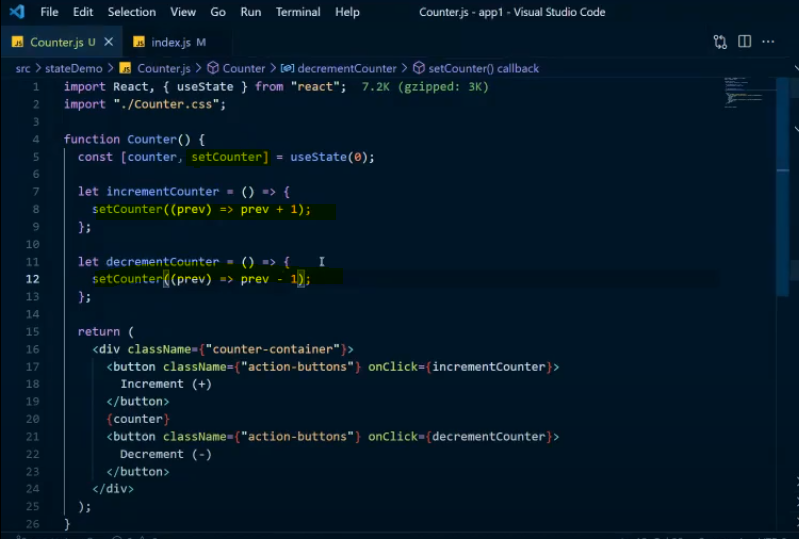 File Edit Selection View Go Run Terminal Help Counter.js - app1 - Visual Studio Code
JS Counter.js U × JS index.js M
src > stateDemo > JS Counter.js > Counter > decrementCounter > setCounter() callback
1 import React, { useState } from "react"; 7.2K (gzipped: 3K)
2 import "./Counter.css";
3
4 function Counter() {
5 const [counter, setCounter] = useState(0);
6
7 let incrementCounter = () => {
8 setCounter((prev) => prev + 1);
9 };
10
11 let decrementCounter = () => {
12 setCounter((prev) => prev - 1);
13 };
14
15 return (
16 <div className={"counter-container"}>
17 <button className={"action-buttons"} onClick={incrementCounter}>
18 Increment (+)
19 </button>
20 {counter}
21 <button className={"action-buttons"} onClick={decrementCounter}>
22 Decrement (-)
23 </button>
24 </div>
25 );
26 }